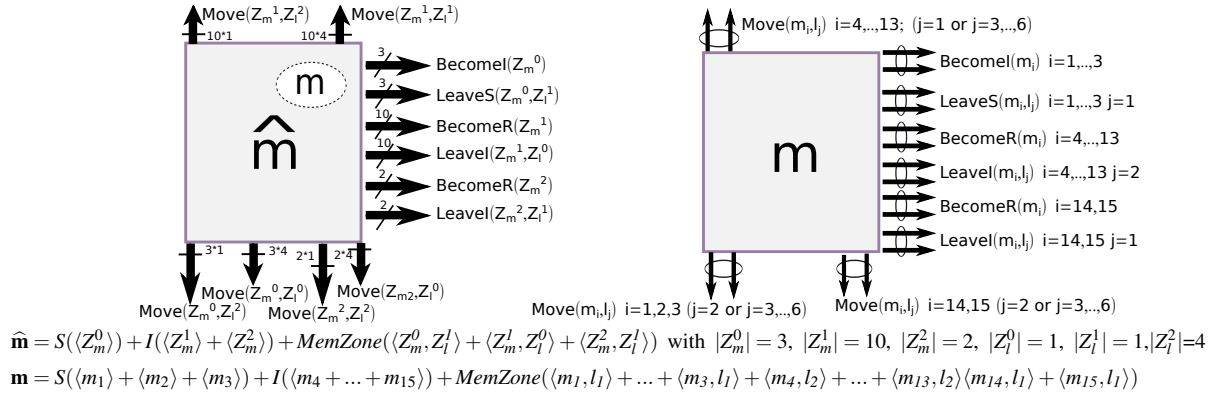 Move(Z_m^1,Z_l^2) Move(Z_m^1,Z_l^1)
10*1 10*4
m
m̂
3 BecomeI(Z_m^0)
3 LeaveS(Z_m^0,Z_l^1)
10 BecomeR(Z_m^1)
10 LeaveI(Z_m^1,Z_l^0)
2 BecomeR(Z_m^2)
2 LeaveI(Z_m^2,Z_l^1)
3*1 3*4 2*1 2*4
Move(Z_m^0,Z_l^0) Move(Z_m2,Z_l^0)
Move(Z_m^0,Z_l^2) Move(Z_m^2,Z_l^2)
Move(m_i,l_j) i=4,..,13; (j=1 or j=3,..,6)
m
BecomeI(m_i) i=1,..,3
LeaveS(m_i,l_j) i=1,..,3 j=1
BecomeR(m_i) i=4,..,13
LeaveI(m_i,l_j) i=4,..,13 j=2
BecomeR(m_i) i=14,15
LeaveI(m_i,l_j) i=14,15 j=1
Move(m_i,l_j) i=1,2,3 (j=2 or j=3,..,6) Move(m_i,l_j) i=14,15 (j=2 or j=3,..,6)
m̂ = S(⟨Z_m^0⟩) + I(⟨Z_m^1⟩ + ⟨Z_m^2⟩) + MemZone(⟨Z_m^0, Z_l^1⟩ + ⟨Z_m^1, Z_l^0⟩ + ⟨Z_m^2, Z_l^1⟩) with |Z_m^0| = 3, |Z_m^1| = 10, |Z_m^2| = 2, |Z_l^0| = 1, |Z_l^1| = 1,|Z_l^2|=4
m = S(⟨m_1⟩ + ⟨m_2⟩ + ⟨m_3⟩) + I(⟨m_4 + ... + m_15⟩) + MemZone(⟨m_1, l_1⟩ + ... + ⟨m_3, l_1⟩ + ⟨m_4, l_2⟩ + ... + ⟨m_13, l_2⟩⟨m_14, l_1⟩ + ⟨m_15, l_1⟩)